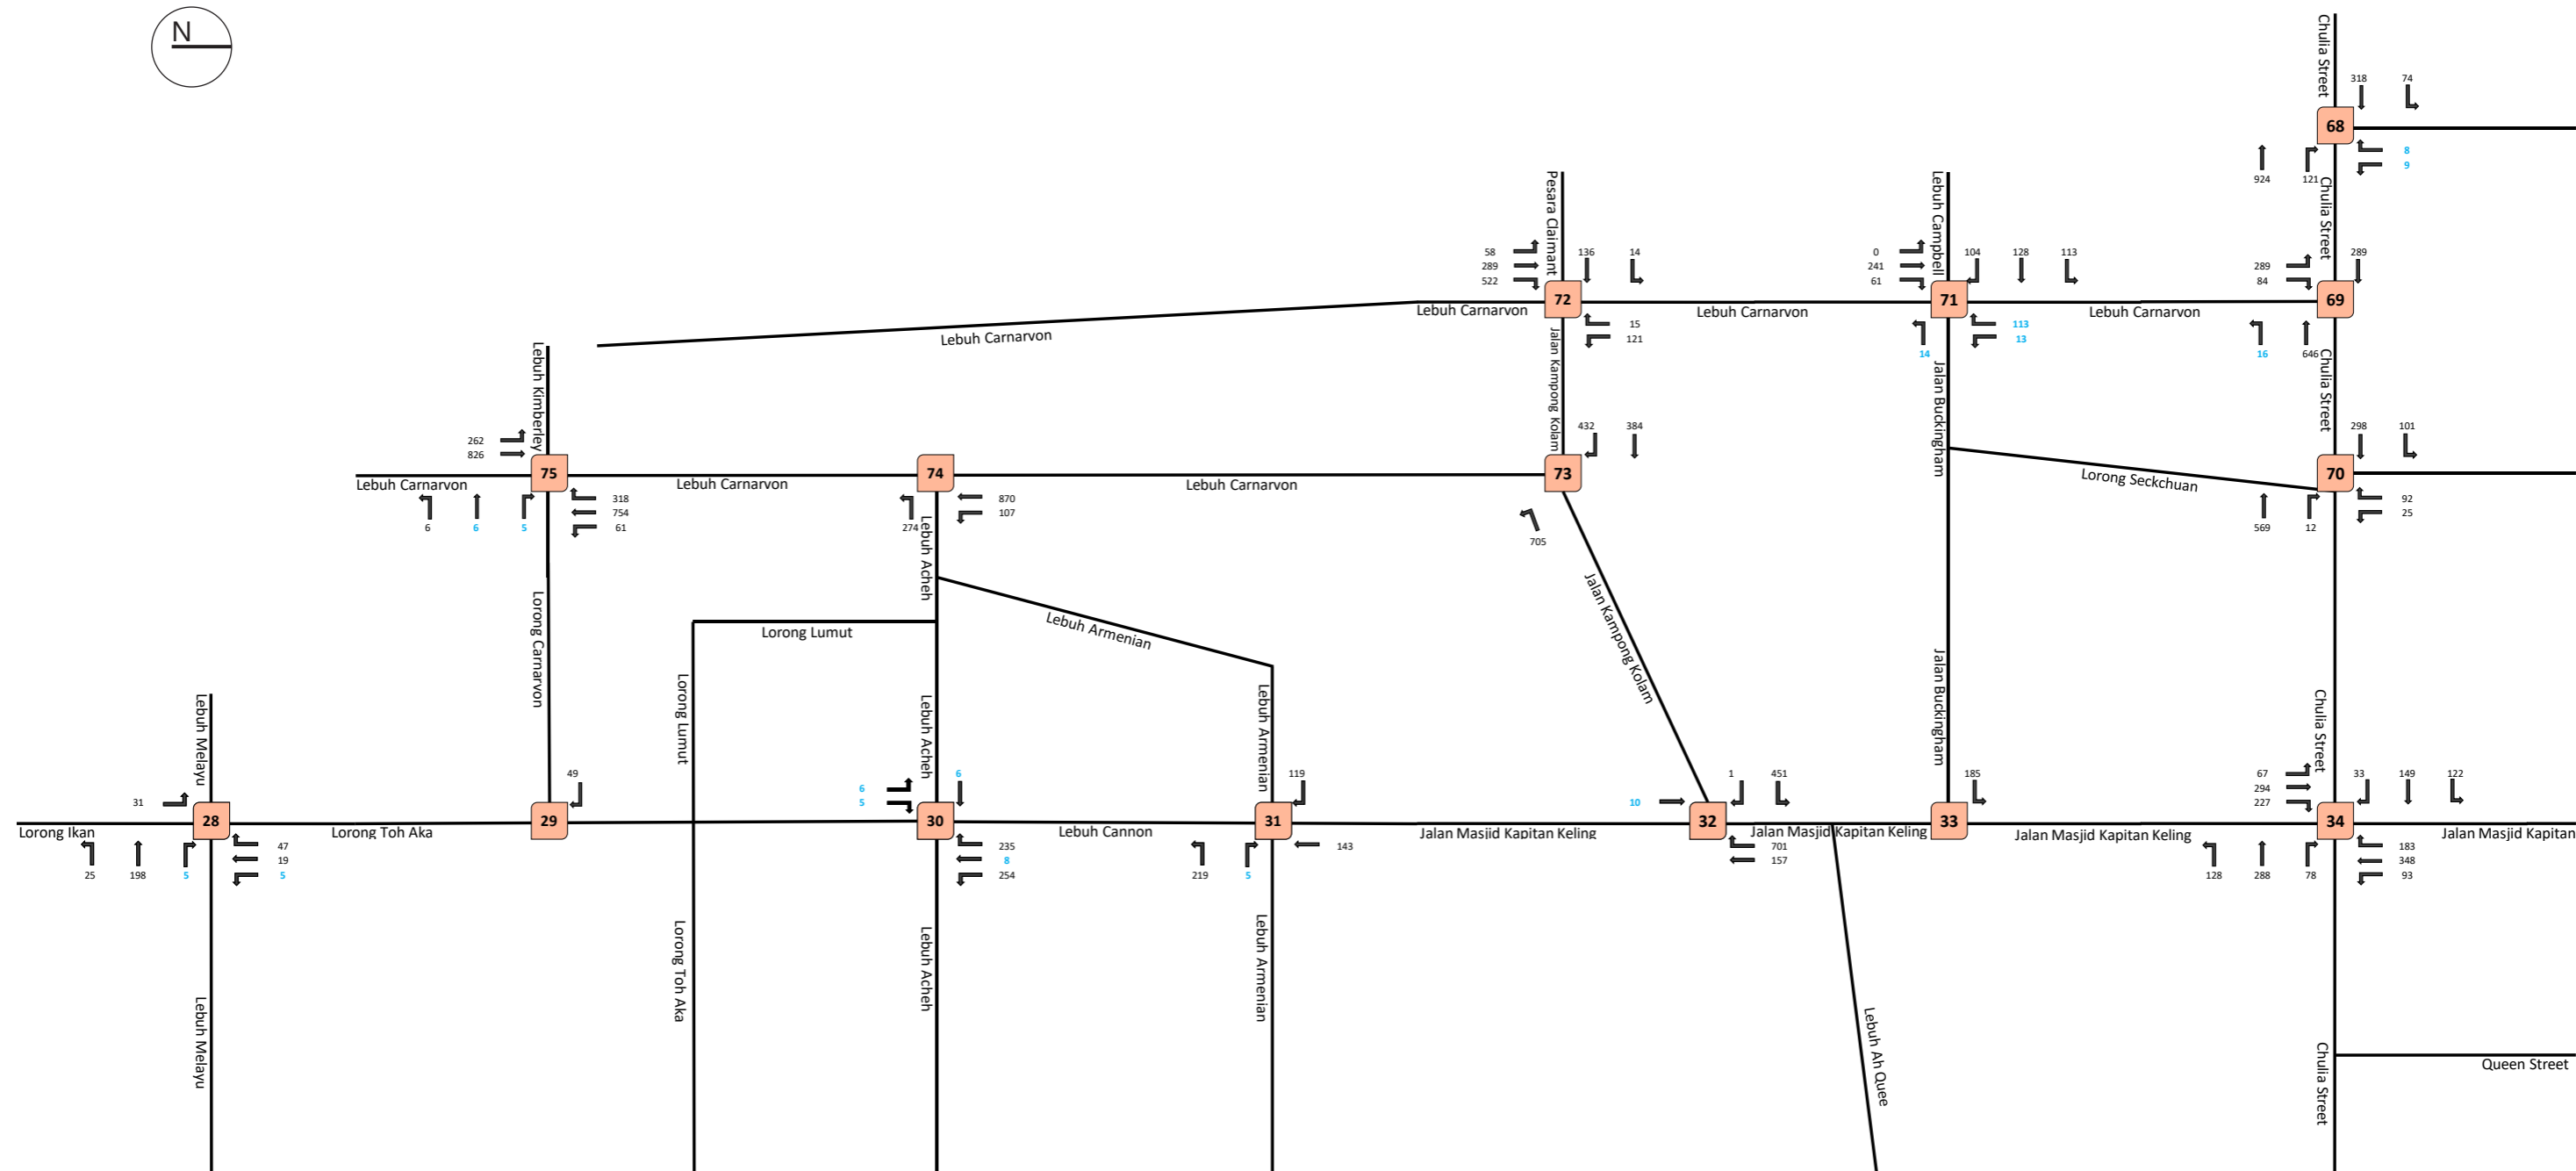 N
Chulia Street
318 74
68
8
9
924 121
Chulia Street
Pesara Claimant
Lebuh Campbell
58
289
522
136 14
0
241
61
104 128 113
289
84
289
72
71
69
Lebuh Carnarvon
Lebuh Carnarvon
Lebuh Carnarvon
Lebuh Carnarvon
15
121
14
113
13
16 646
Jalan Kampong Kolam
Jalan Buckingham
Chulia Street
Lebuh Kimberley
262
826
432 384
298 101
75
74
73
70
Lebuh Carnarvon
Lebuh Carnarvon
Lebuh Carnarvon
Lorong Seckchuan
6 6 5
318
754
61
274
870
107
705
569 12
92
25
Lebuh Acheh
Lorong Carnarvon
Lorong Lumut
Lebuh Armenian
Jalan Kampong Kolam
Lebuh Melayu
Lorong Lumut
Lebuh Acheh
Lebuh Armenian
Jalan Buckingham
Chulia Street
31
49
6
5
6
119
10
1 451
185
67
294
227
33 149 122
28
29
30
31
32
33
34
Lorong Ikan
Lorong Toh Aka
Lebuh Cannon
Jalan Masjid Kapitan Keling
Jalan Masjid Kapitan Keling
Jalan Masjid Kapitan Keling
Jalan Masjid Kapitan
25 198 5
47
19
5
235
8
254
219 5
143
701
157
128 288 78
183
348
93
Lebuh Melayu
Lorong Toh Aka
Lebuh Acheh
Lebuh Armenian
Lebuh Ah Quee
Chulia Street
Queen Street